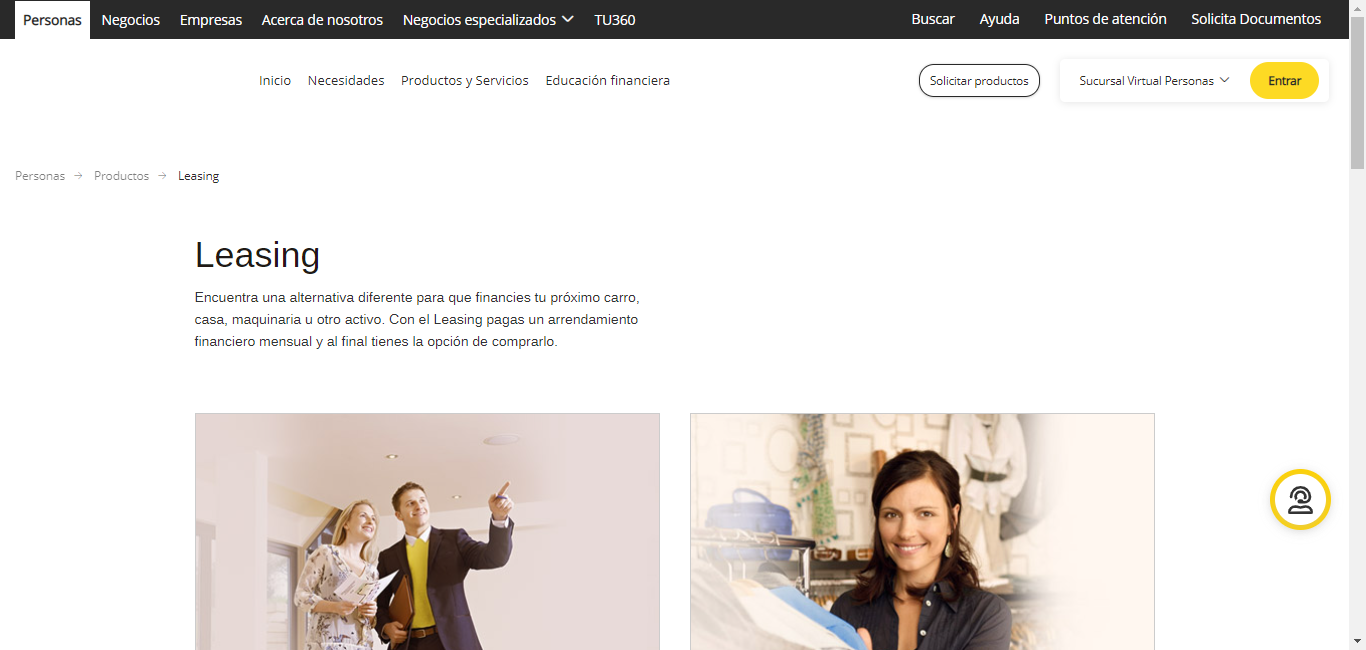 Personas Negocios Empresas Acerca de nosotros Negocios especializados TU360 Buscar Ayuda Puntos de atención Solicita Documentos
Inicio Necesidades Productos y Servicios Educación financiera Solicitar productos Sucursal Virtual Personas Entrar
Personas → Productos → Leasing
Leasing
Encuentra una alternativa diferente para que financies tu próximo carro,
casa, maquinaria u otro activo. Con el Leasing pagas un arrendamiento
financiero mensual y al final tienes la opción de comprarlo.